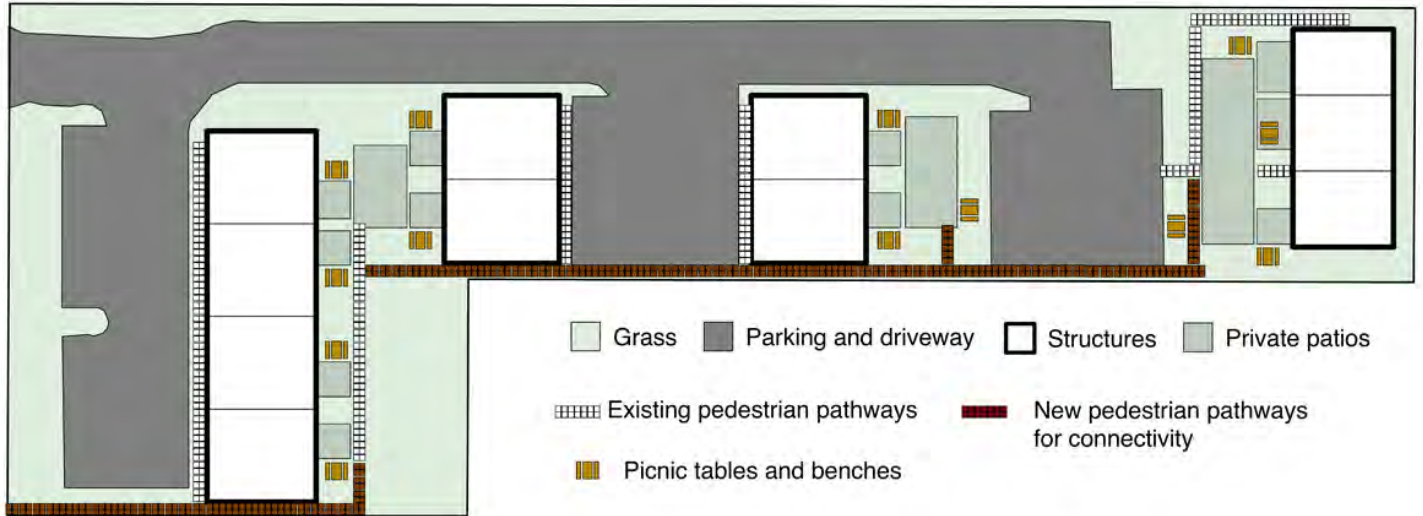 Grass
Parking and driveway
Structures
Private patios
Existing pedestrian pathways
New pedestrian pathways
for connectivity
Picnic tables and benches